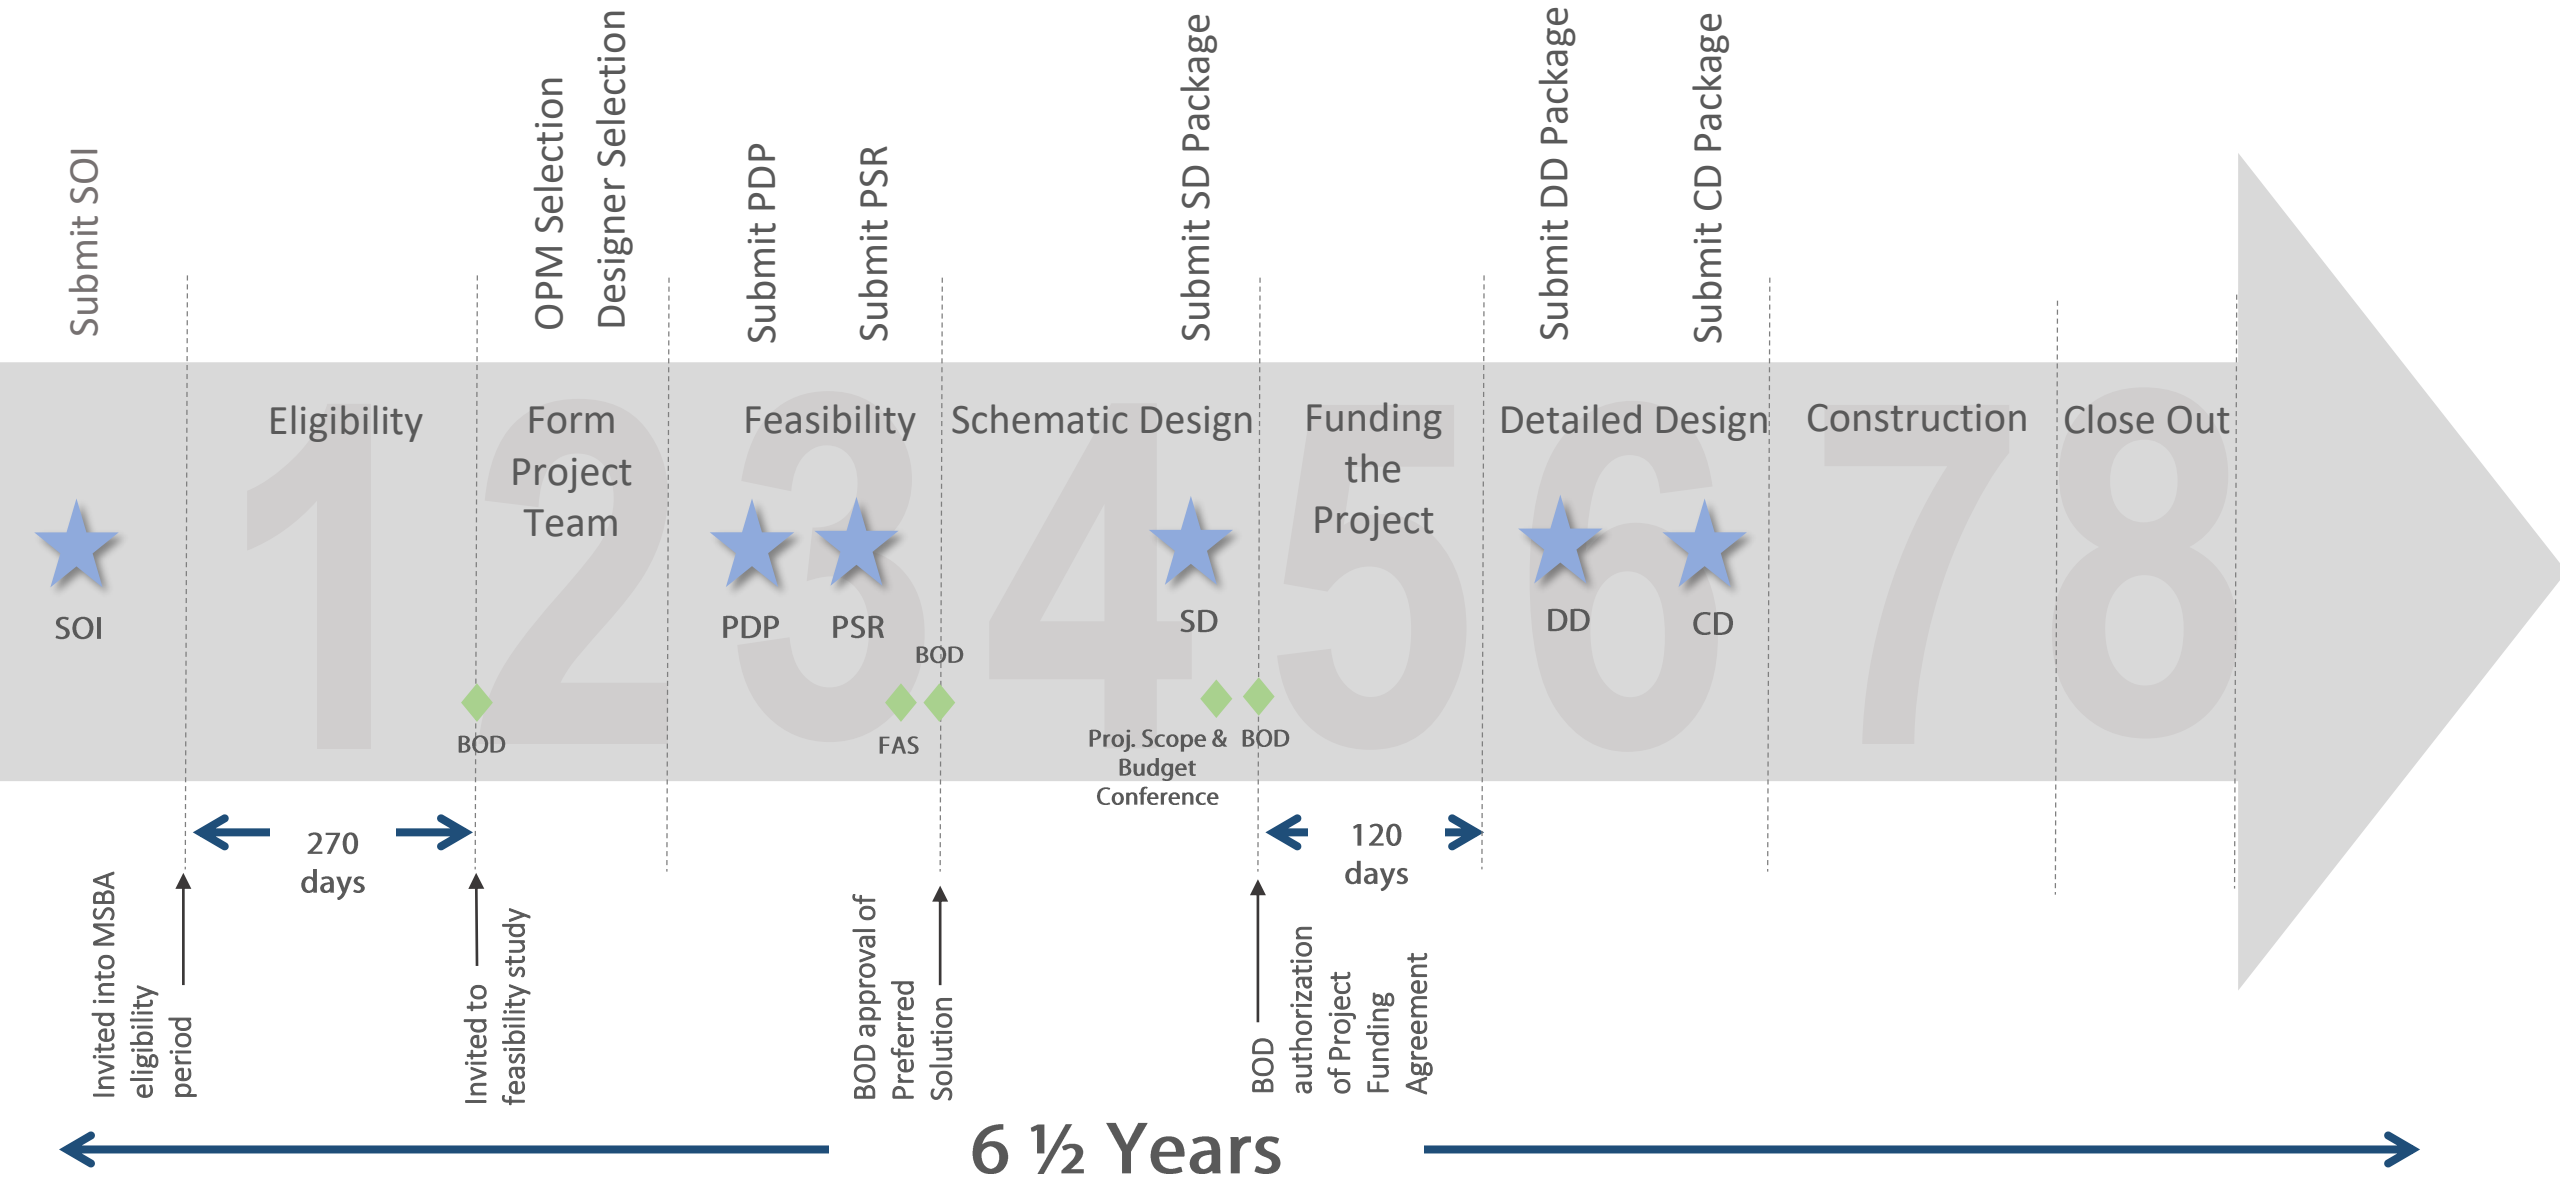 Submit SOI
OPM Selection
Designer Selection
Submit PDP
Submit PSR
Submit SD Package
Submit DD Package
Submit CD Package
1
2
3
4
5
6
7
8
Eligibility
Form
Project
Team
Feasibility
Schematic Design
Funding
the
Project
Detailed Design
Construction
Close Out
SOI
PDP
PSR
SD
DD
CD
BOD
FAS
BOD
Proj. Scope &
Budget
Conference
BOD
270
days
120
days
Invited into MSBA
eligibility
period
Invited to
feasibility study
BOD approval of
Preferred
Solution
BOD
authorization
of Project
Funding
Agreement
6 ½ Years